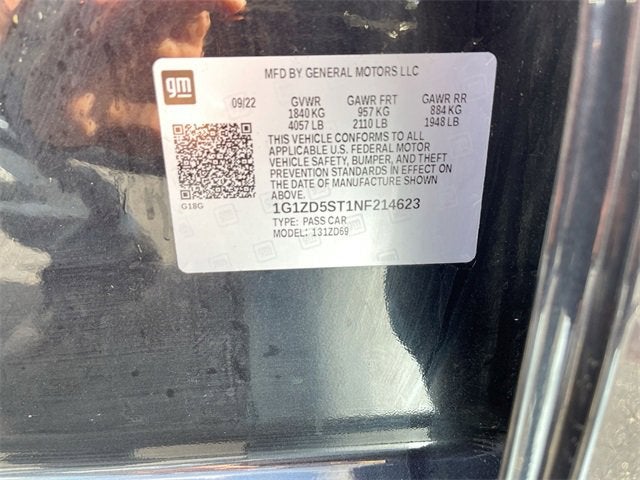 gm
MFD BY GENERAL MOTORS LLC
09/22 GVWR GAWR FRT GAWR RR
1840 KG 957 KG 884 KG
4057 LB 2110 LB 1948 LB
THIS VEHICLE CONFORMS TO ALL
APPLICABLE U.S. FEDERAL MOTOR
VEHICLE SAFETY, BUMPER, AND THEFT
PREVENTION STANDARDS IN EFFECT ON
THE DATE OF MANUFACTURE SHOWN
ABOVE.
G18G
1G1ZD5ST1NF214623
TYPE: PASS CAR
MODEL: 131ZD69